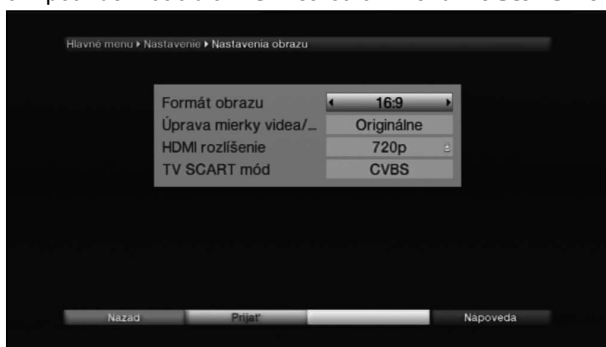 Hlavné menu ▸ Nastavenie ▸ Nastavenia obrazu
Formát obrazu 16:9
Úprava mierky videa/... Originálne
HDMI rozlíšenie 720p
TV SCART mód CVBS
Nazad Prijať Napoveda